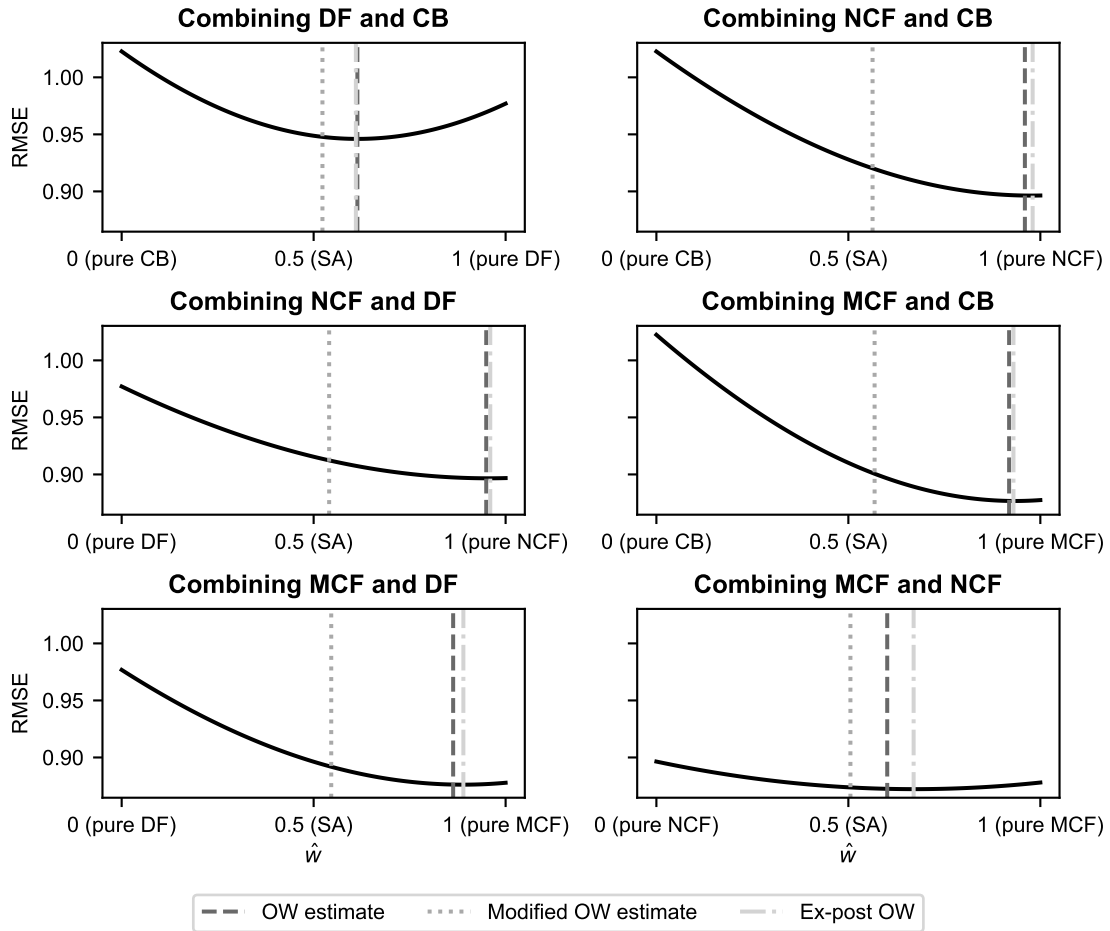 Combining DF and CB
RMSE
1.00
0.95
0.90
0 (pure CB)
0.5 (SA)
1 (pure DF)
Combining NCF and CB
0 (pure CB)
0.5 (SA)
1 (pure NCF)
Combining NCF and DF
RMSE
1.00
0.95
0.90
0 (pure DF)
0.5 (SA)
1 (pure NCF)
Combining MCF and CB
0 (pure CB)
0.5 (SA)
1 (pure MCF)
Combining MCF and DF
RMSE
1.00
0.95
0.90
0 (pure DF)
0.5 (SA)
1 (pure MCF)
ŵ
Combining MCF and NCF
0 (pure NCF)
0.5 (SA)
1 (pure MCF)
ŵ
OW estimate
Modified OW estimate
Ex-post OW